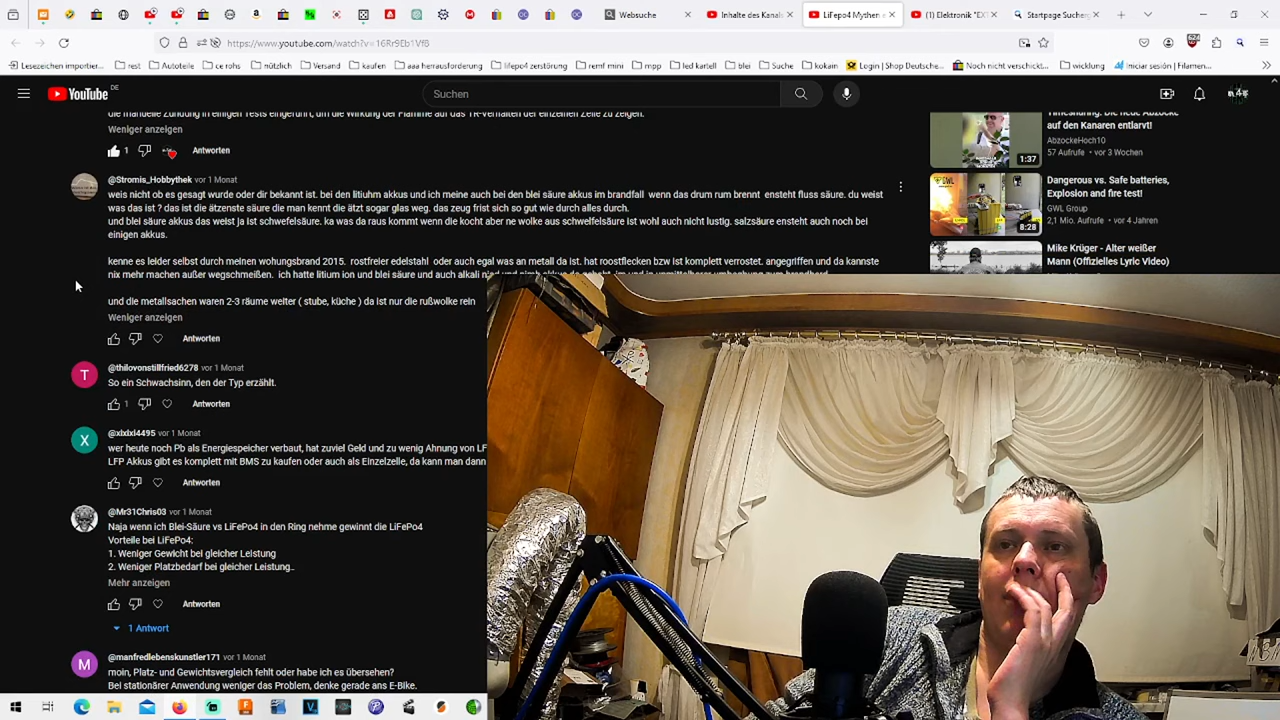 Websuche
Inhalte des Kanals
LiFepo4 Mythen
(1) Elektronik "EX
Startpage Sucher
https://www.youtube.com/watch?v=16Rr9Eb1Vf8
Lesezeichen importier...
rest
Autoteile
ce rohs
nützlich
Versand
kaufen
aaa herrausforderung
lifepo4 zerstörung
remf mini
mpp
led kartell
blei
Suche
kokain
Login | Shop Deutsche...
Noch nicht verschickt...
wicklung
Iniciar sesión | Filamen...
YouTube DE
Suchen
die manuelle Zündung in einigen Tests eingeführt, um die Wirkung der Flamme auf das TR-Verhalten der einzelnen Zelle zu zeigen.
Weniger anzeigen
1
Antworten
@Stromis_Hobbythek vor 1 Monat
weis nicht ob es gesagt wurde oder dir bekannt ist. bei den litiuhm akkus und ich meine auch bei den blei säure akkus im brandfall wenn das drum rum brennt ensteht fluss säure. du weist
was das ist ? das ist die ätzenste säure die man kennt die ätzt sogar glas weg. das zeug frist sich so gut wie durch alles durch.
und blei säure akkus das weist ja ist schwefelsäure. ka was da raus kommt wenn die kocht aber ne wolke aus schwelfelsäure ist wohl auch nicht lustig. salzsäure ensteht auch noch bei
einigen akkus.
kenne es leider selbst durch meinen wohungsbrand 2015. rostfreier edelstahl oder auch egal was an metall da ist. hat roostflecken bzw ist komplett verrostet. angegriffen und da kannste
nix mehr machen außer wegschmeißen. ich hatte litium ion und blei säure und auch alkali
und die metallsachen waren 2-3 räume weiter ( stube, küche ) da ist nur die rußwolke rein
Weniger anzeigen
Antworten
T
@thilovonstillfried6278 vor 1 Monat
So ein Schwachsinn, den der Typ erzählt.
1
Antworten
X
@xixixi4495 vor 1 Monat
wer heute noch Pb als Energiespeicher verbaut, hat zuviel Geld und zu wenig Ahnung von LF
LFP Akkus gibt es komplett mit BMS zu kaufen oder auch als Einzelzelle, da kann man dann
Antworten
@Mr31Chris03 vor 1 Monat
Naja wenn ich Blei-Säure vs LiFePo4 in den Ring nehme gewinnt die LiFePo4
Vorteile bei LiFePo4:
1. Weniger Gewicht bei gleicher Leistung
2. Weniger Platzbedarf bei gleicher Leistung..
Mehr anzeigen
Antworten
1 Antwort
M
@manfredlebenskunstler171 vor 1 Monat
moin, Platz- und Gewichtsvergleich fehlt oder habe ich es übersehen?
Bei stationärer Anwendung weniger das Problem, denke gerade ans E-Bike.
Timesharing: Die neue Abzocke
auf den Kanaren entlarvt!
AbzockeHoch10
57 Aufrufe • vor 3 Wochen
1:37
Dangerous vs. Safe batteries,
Explosion and fire test!
GWL Group
2,1 Mio. Aufrufe • vor 4 Jahren
8:28
Mike Krüger - Alter weißer
Mann (Offizielles Lyric Video)